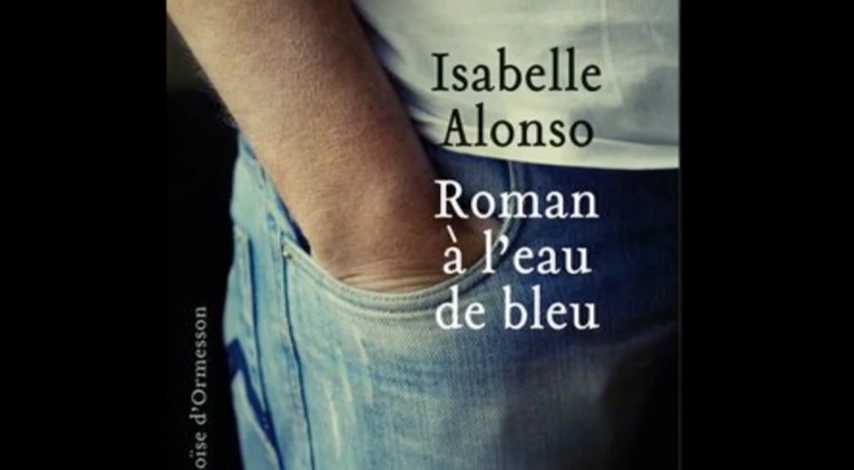 Isabelle
Alonso
Roman
à l'eau
de bleu
oïse d'Ormesson